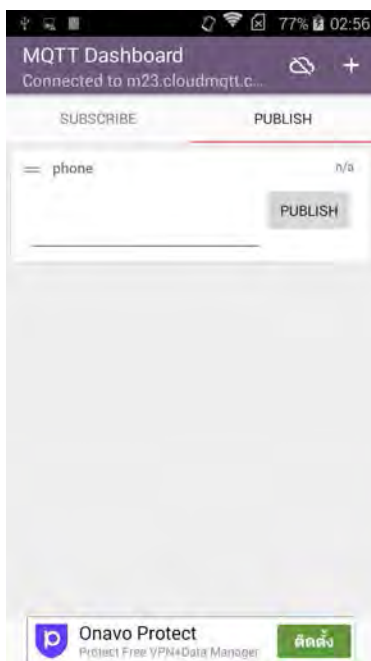 77% 02:56
MQTT Dashboard
Connected to m23.cloudmqtt.c...
SUBSCRIBE PUBLISH
phone n/a
PUBLISH
Onavo Protect
Protect Free VPN+Data Manager
ติดตั้ง